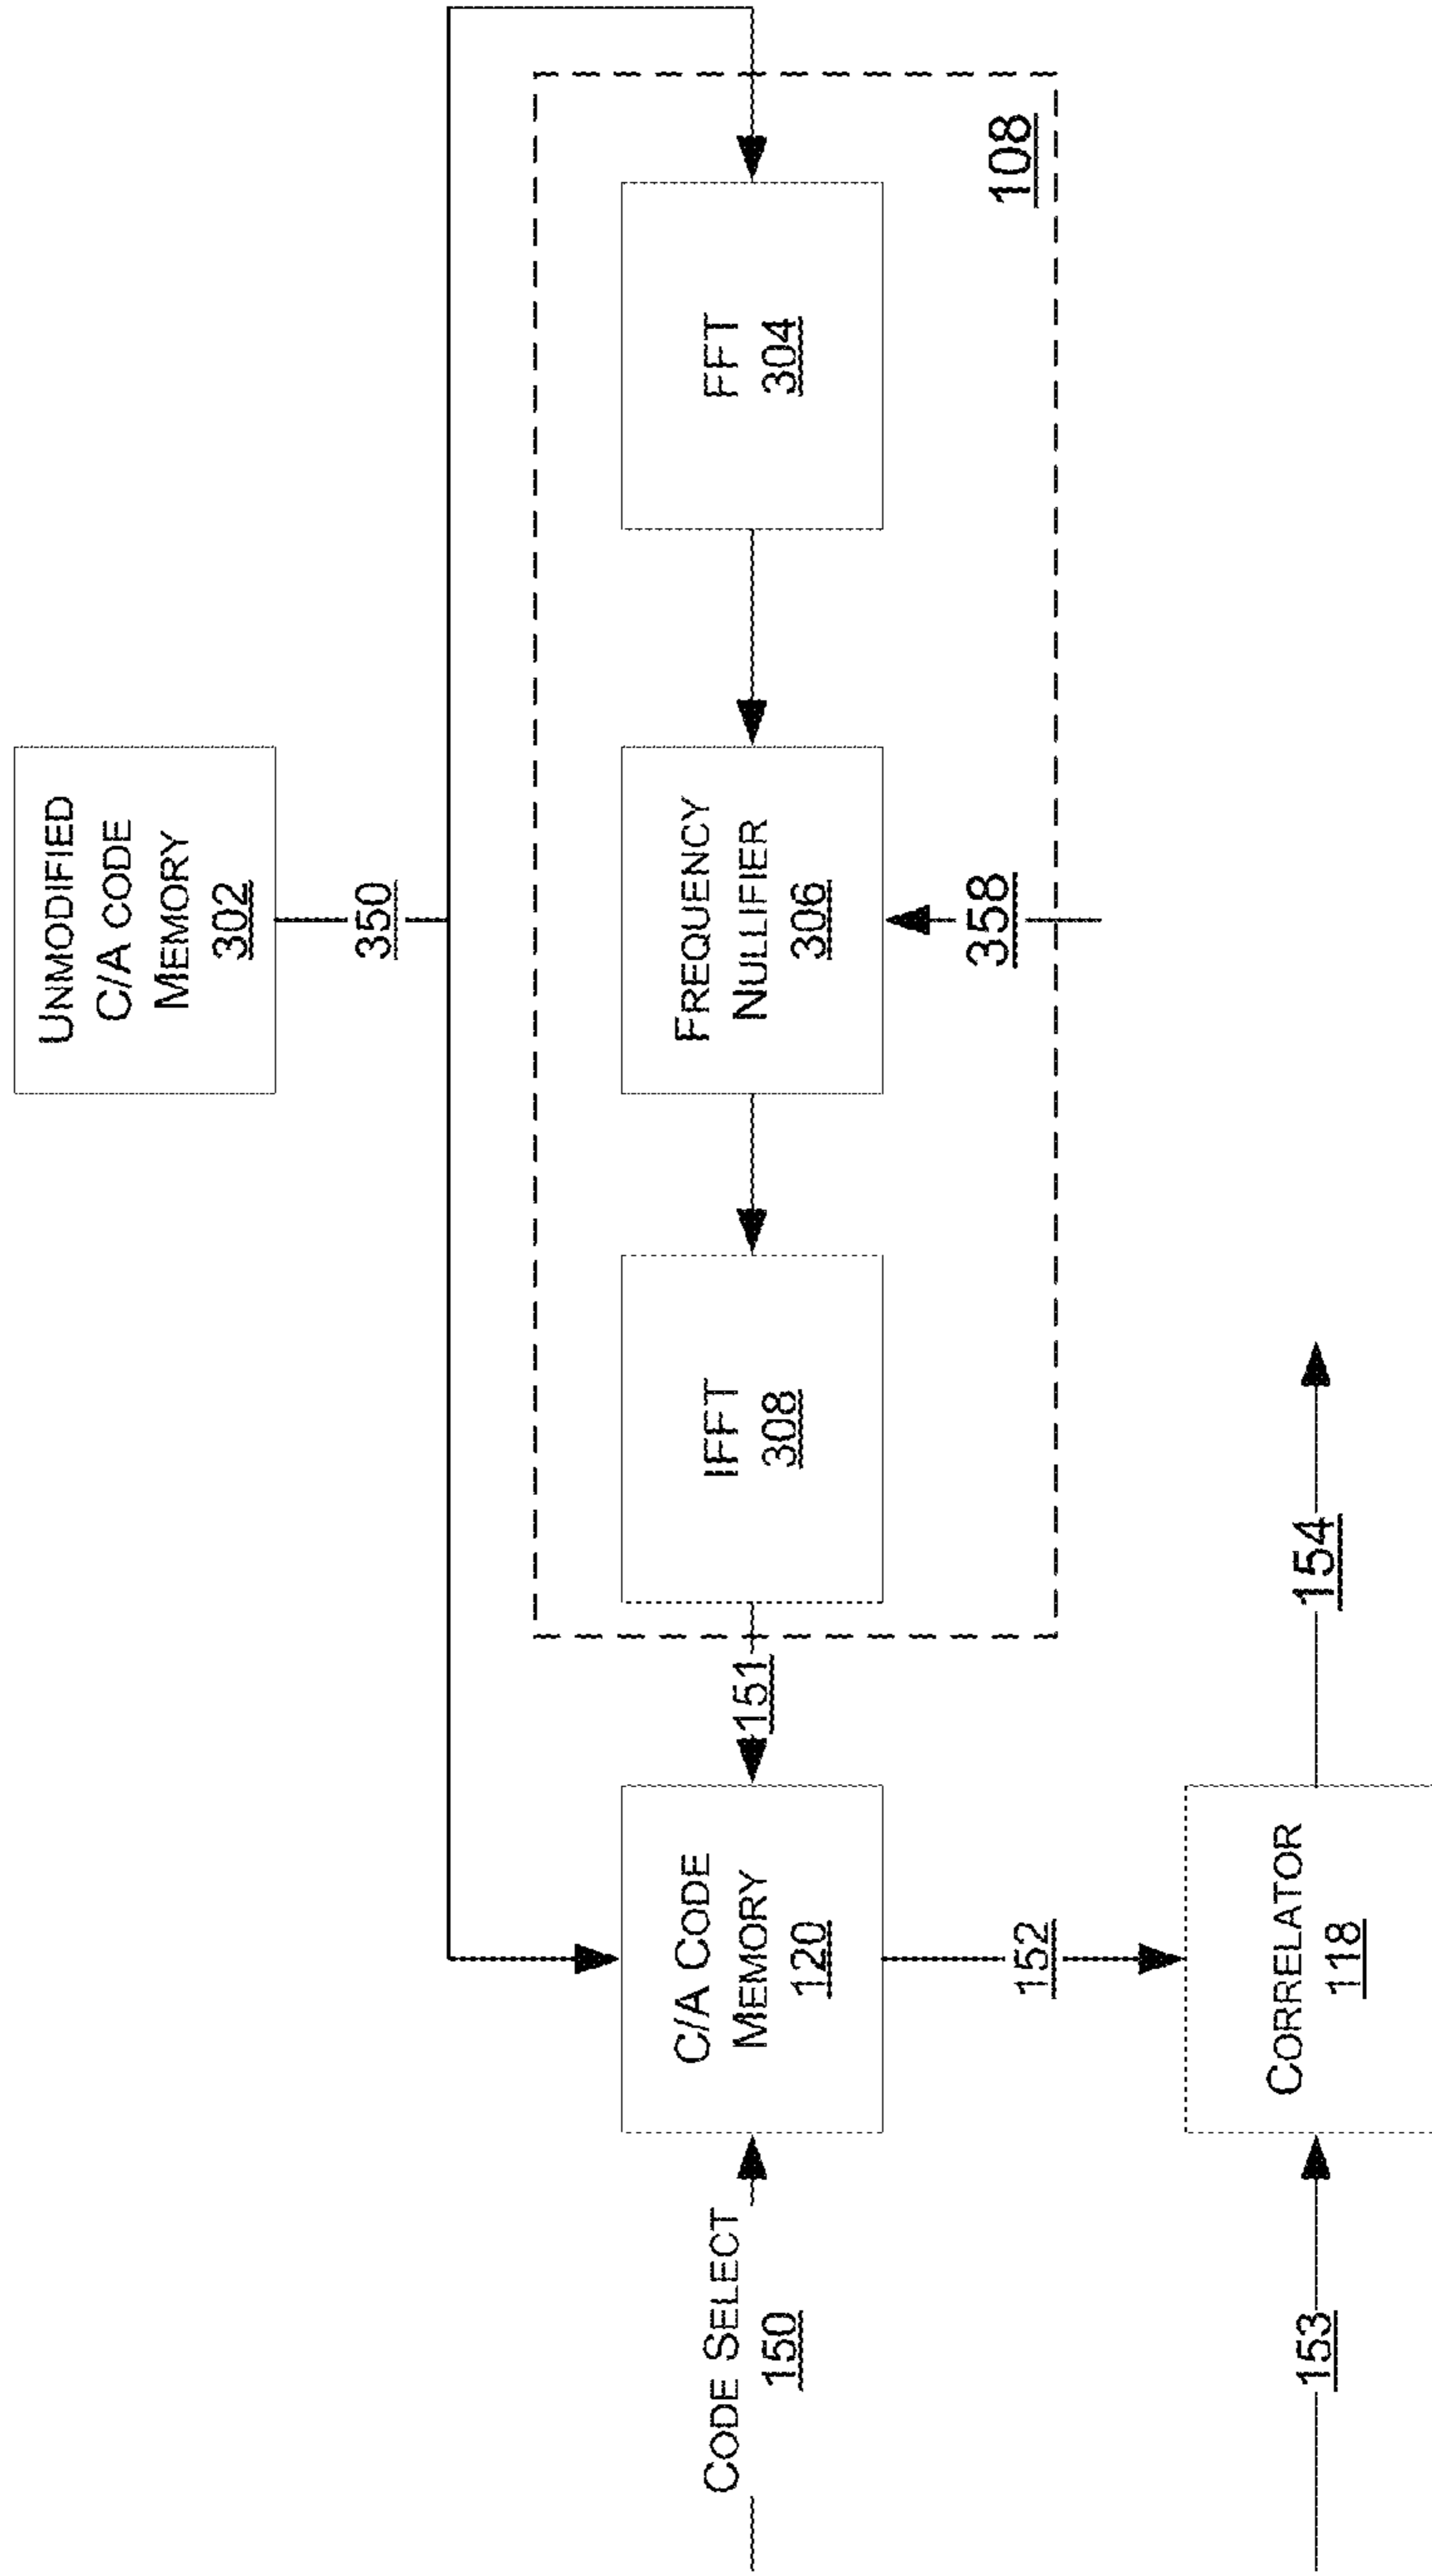 UNMODIFIED
C/A CODE
MEMORY
302
350
FFT
304
108
FREQUENCY
NULLIFIER
306
358
IFFT
308
151
C/A CODE
MEMORY
120
CODE SELECT
150
152
CORRELATOR
118
153
154